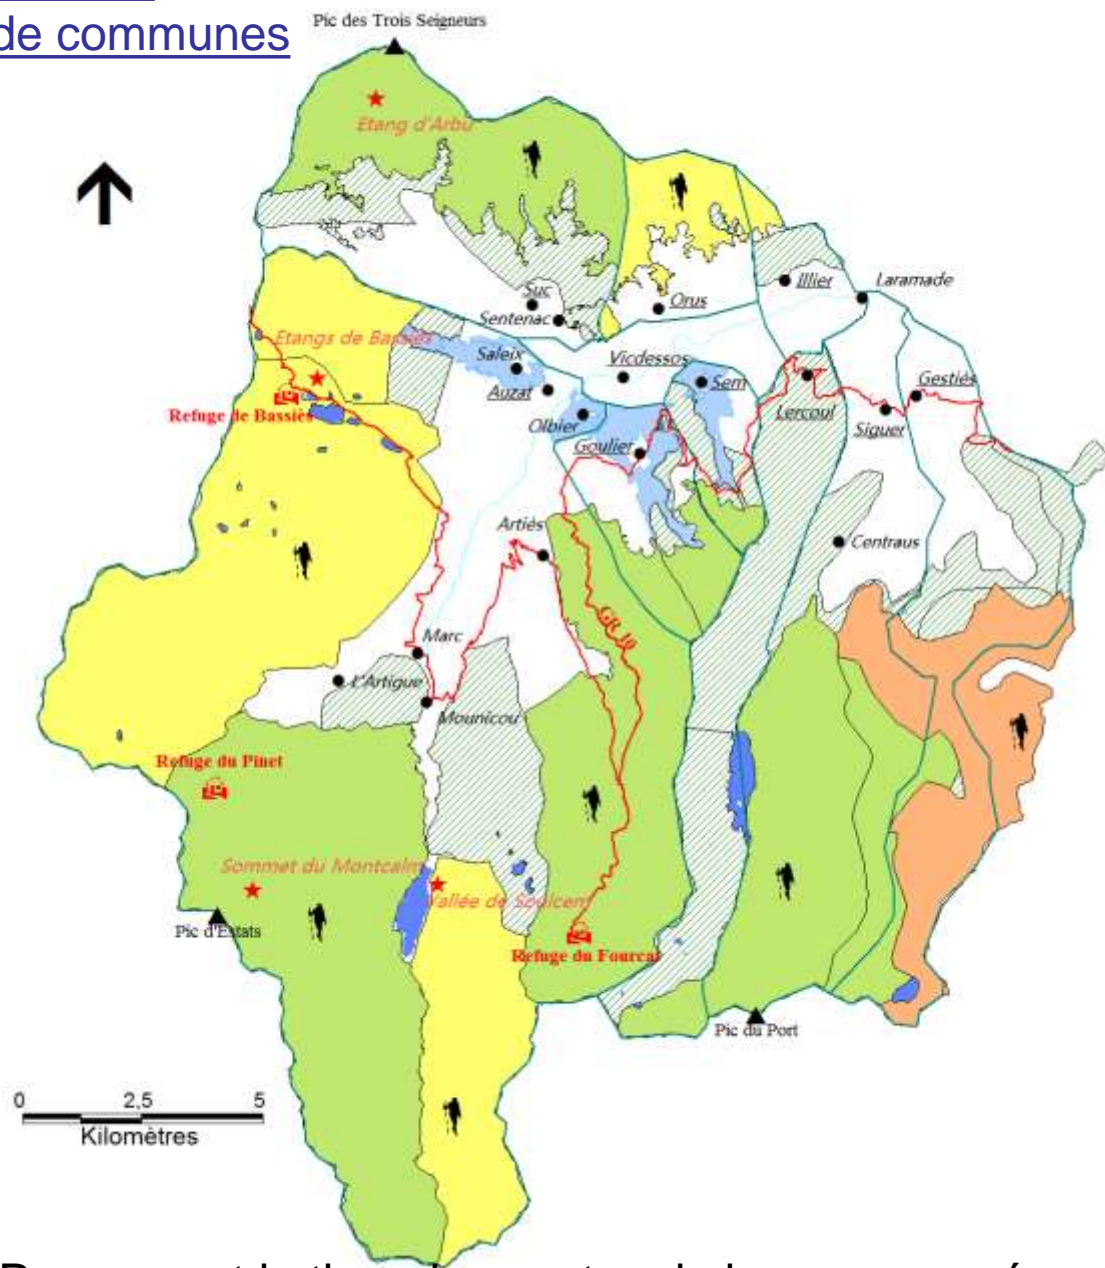 de communes
Pic des Trois Seigneurs
Etang d'Arbu
Illier
Laramade
Suc
Orus
Sentenac
Etangs de Bassiès
Saleix
Vicdessos
Auzat
Sem
Gestiès
Refuge de Bassiès
Lercoul
Olbier
Siguer
Goulier
Artiès
Centraus
GR 10
Marc
L'Artigue
Mounicou
Refuge du Pinet
Sommet du Montcalm
Vallée de Soulcem
Pic d'Estats
Refuge du Fourcat
Pic du Port
0 2,5 5
Kilomètres